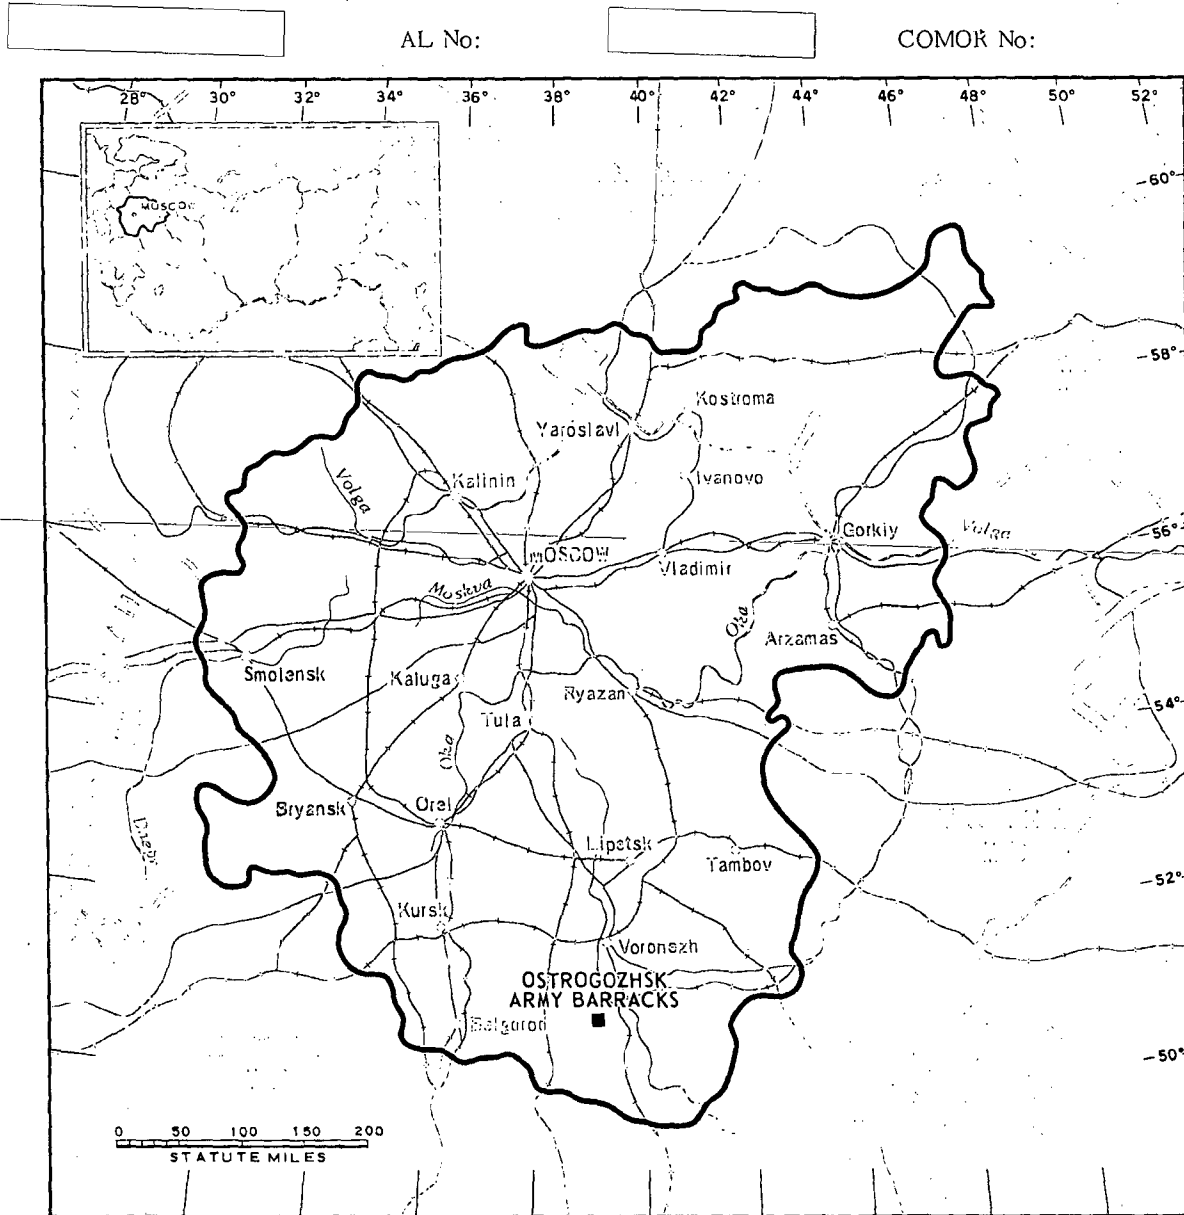 AL No:
COMOR No:
28° 30° 32° 34° 36° 38° 40° 42° 44° 46° 48° 50° 52°
60°
MOSCOW
58°
Kostroma
Yaroslavl
Kalinin
Ivanovo
Volga
Gorkiy
Volga
56°
MOSCOW
Vladimir
Moskva
Oka
Arzamas
Smolensk
Kaluga
Ryazan
54°
Tula
Oka
Bryansk
Orel
Dnepr
Lipetsk
Tambov
52°
Kursk
Voronezh
OSTROGOZHSK
ARMY BARRACKS
Belgorod
50°
0 50 100 150 200
STATUTE MILES